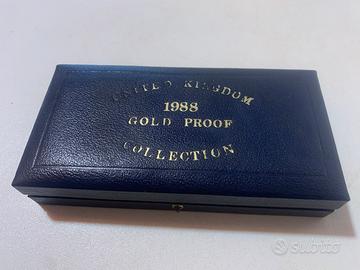 UNITED KINGDOM
1988
GOLD PROOF
COLLECTION
subito